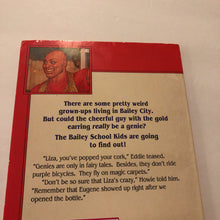 There are some pretty weird
grown-ups living in Bailey City.
But could the cheerful guy with the gold
earring really be a genie?
The Bailey School Kids are going
to find out!
"Liza, you've popped your cork," Eddie teased.
"Genies are only in fairy tales. Besides, they don't ride
purple bicycles. They fly on magic carpets."
"Don't be so sure that Liza's crazy," Howie told him.
"Remember that Eugene showed up right after we
opened the bottle."